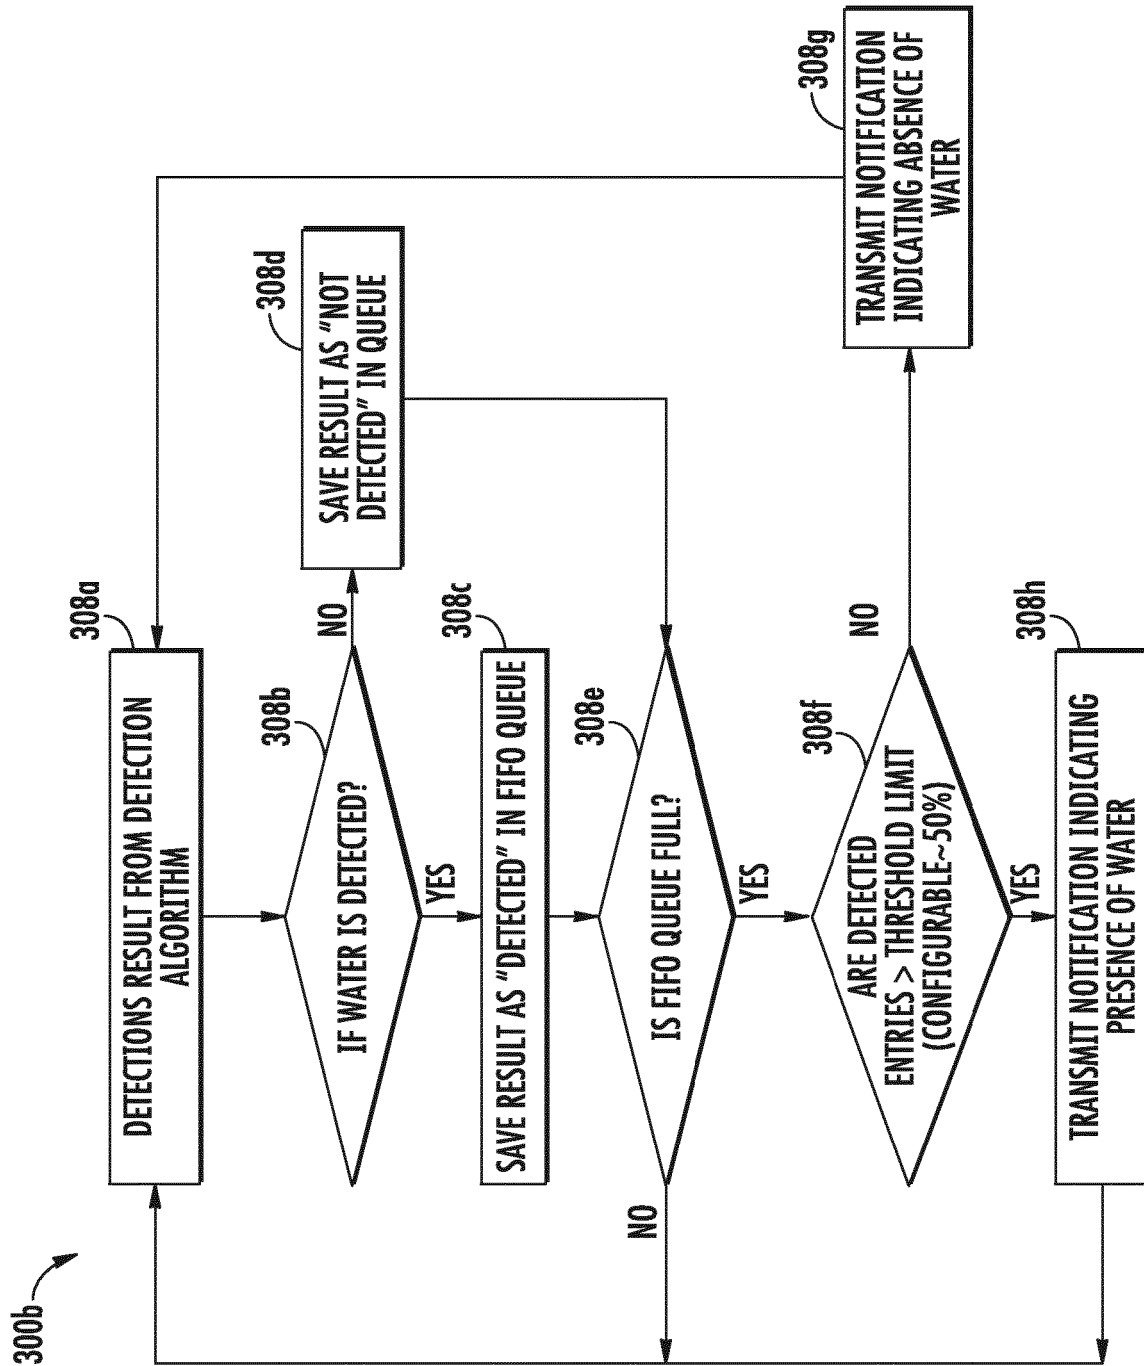 300b
308a
DETECTIONS RESULT FROM DETECTION
ALGORITHM
308b
IF WATER IS DETECTED?
NO
308d
SAVE RESULT AS “NOT
DETECTED” IN QUEUE
YES
308c
SAVE RESULT AS “DETECTED” IN FIFO QUEUE
308e
IS FIFO QUEUE FULL?
NO
YES
308f
ARE DETECTED
ENTRIES > THRESHOLD LIMIT
(CONFIGURABLE~50%)
NO
308g
TRANSMIT NOTIFICATION
INDICATING ABSENCE OF
WATER
YES
308h
TRANSMIT NOTIFICATION INDICATING
PRESENCE OF WATER